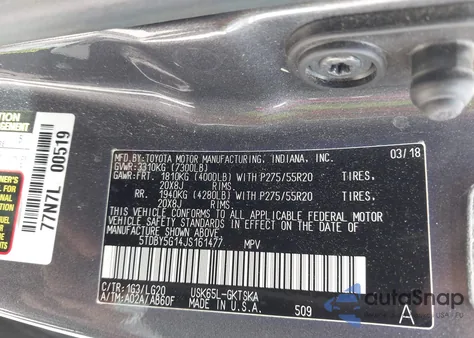 TION
AGEMENT
77N7L 00519
MFD.BY:TOYOTA MOTOR MANUFACTURING, INDIANA, INC. 03/18
GVWR:3310KG (7300LB)
GAWR:FRT. 1810KG (4000LB) WITH P275/55R20 TIRES.
20X8J RIMS.
RR. 1940KG (4280LB) WITH P275/55R20 TIRES.
20X8J RIMS
THIS VEHICLE CONFORMS TO ALL APPLICABLE FEDERAL MOTOR
VEHICLE SAFETY STANDARDS IN EFFECT ON THE DATE OF
MANUFACTURE SHOWN ABOVE.
5TDBY5G14JS161477 MPV
C/TR:1G3/LG20 USK65L-GKTSKA
A/TM:A02A/AB60F MADE IN U.S.A. 509 A
autoSnap